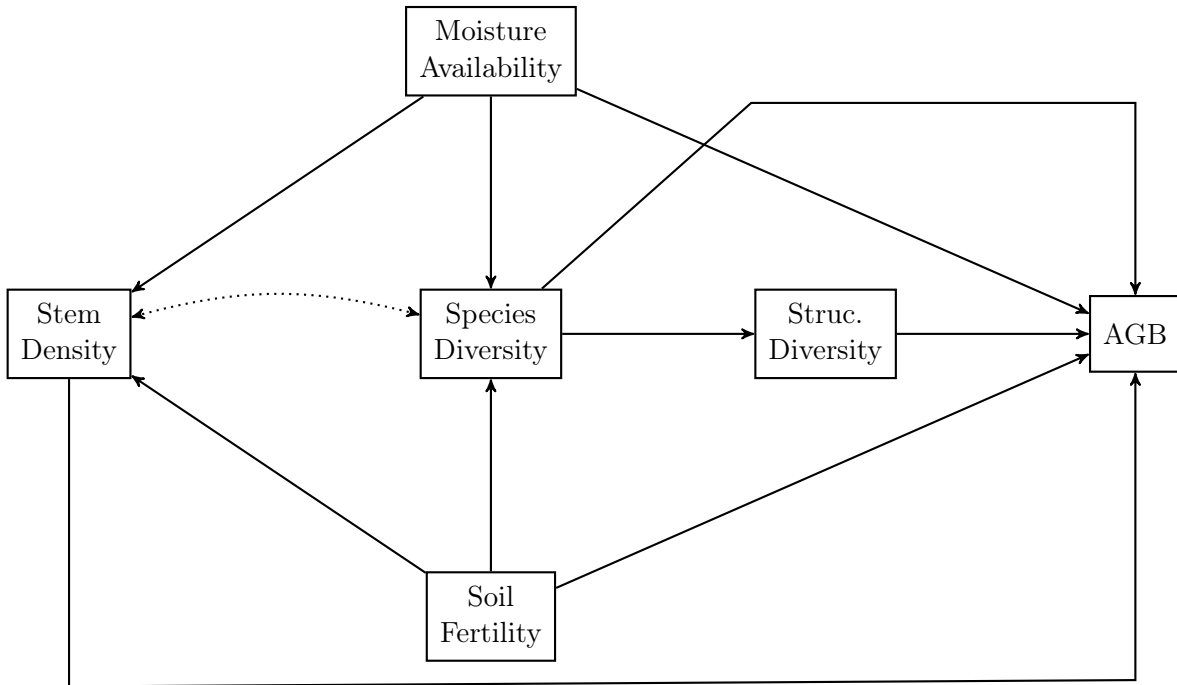 Moisture
Availability
Stem
Density
Species
Diversity
Struc.
Diversity
AGB
Soil
Fertility